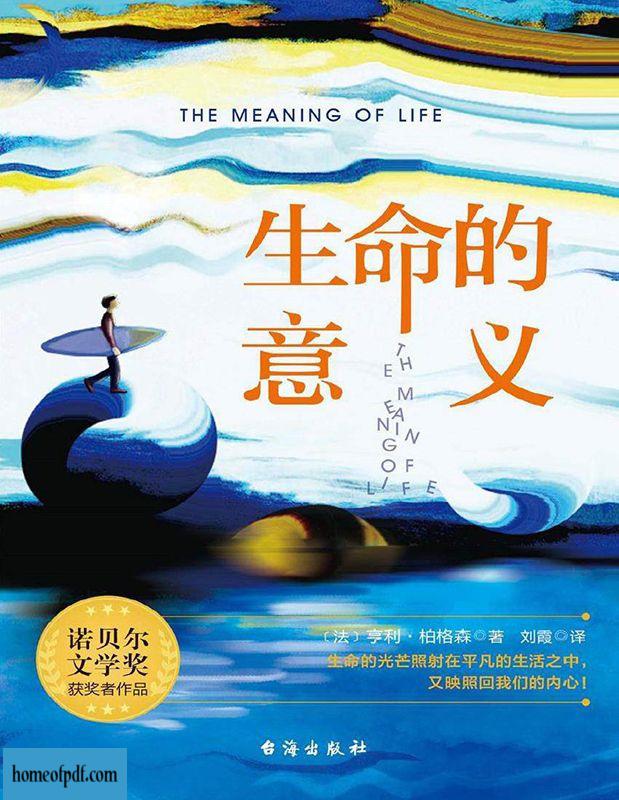 THE MEANING OF LIFE
生命的
意义
THE MEANING OF LIFE
诺贝尔
文学奖
获奖者作品
〔法〕亨利·柏格森◎著 刘霞◎译
生命的光芒照射在平凡的生活之中，
又映照回我们的内心！
台海出版社
homeofpdf.com